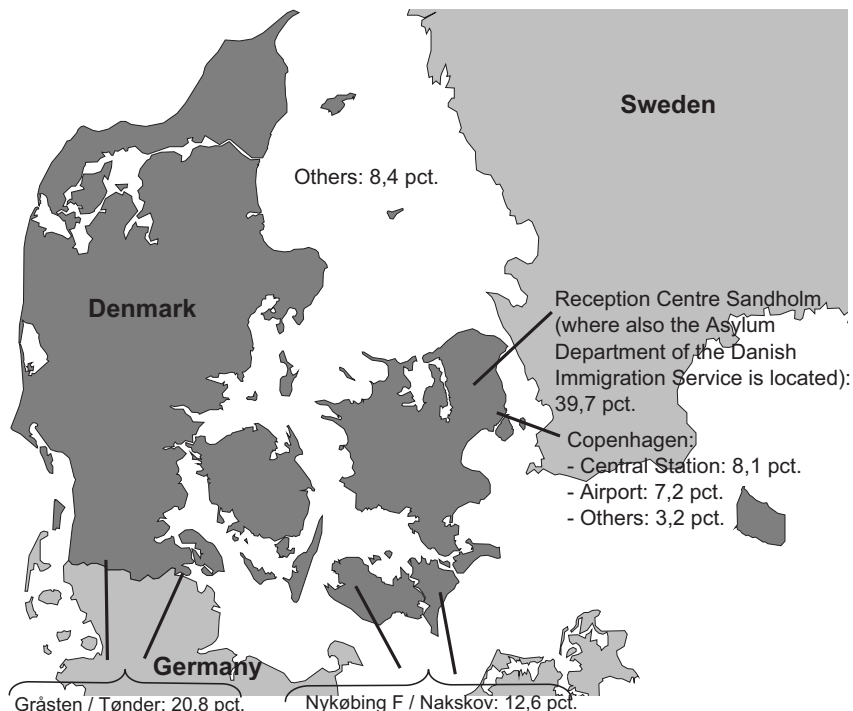 Sweden
Others: 8,4 pct.
Denmark
Reception Centre Sandholm
(where also the Asylum
Department of the Danish
Immigration Service is located):
39,7 pct.
Copenhagen:
- Central Station: 8,1 pct.
- Airport: 7,2 pct.
- Others: 3,2 pct.
Germany
Gråsten / Tønder: 20,8 pct.
Nykøbing F / Nakskov: 12,6 pct.